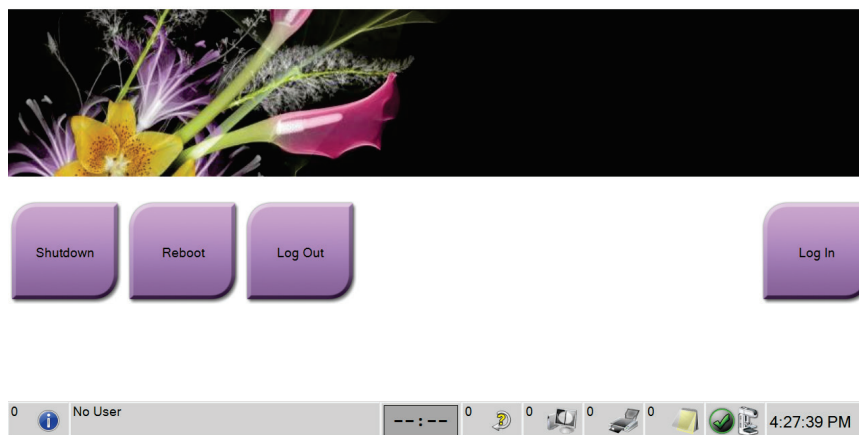 Shutdown
Reboot
Log Out
Log In
0
No User
--:--
0
0
0
0
4:27:39 PM